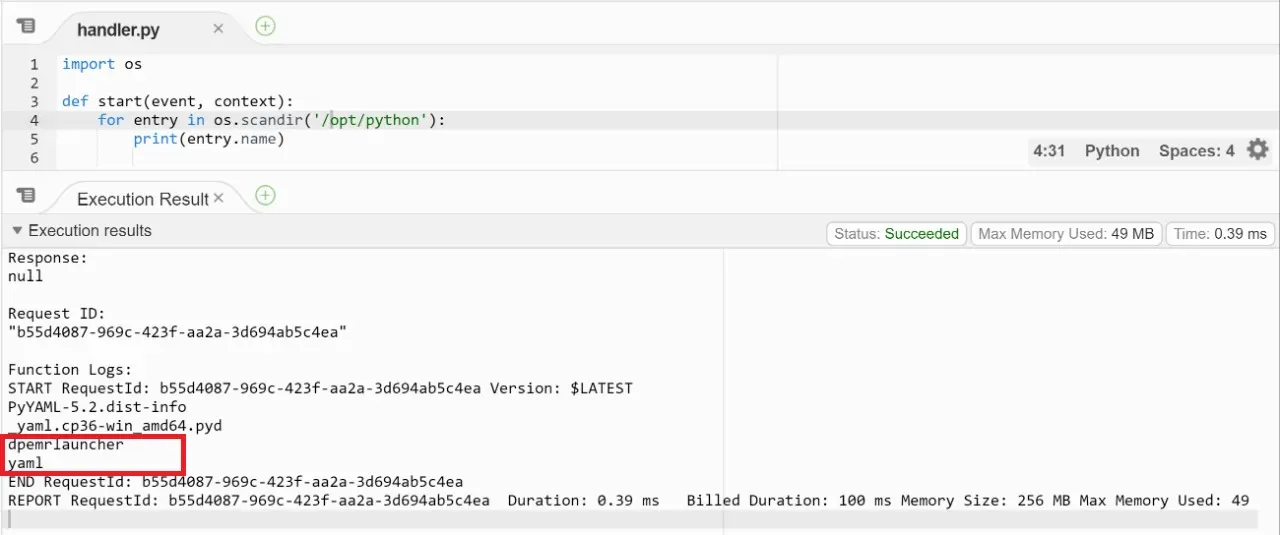 handler.py
1 import os
2
3 def start(event, context):
4     for entry in os.scandir('/opt/python'):
5         print(entry.name)
6
4:31 Python Spaces: 4
Execution Result
Execution results
Status: Succeeded Max Memory Used: 49 MB Time: 0.39 ms
Response:
null
Request ID:
"b55d4087-969c-423f-aa2a-3d694ab5c4ea"
Function Logs:
START RequestId: b55d4087-969c-423f-aa2a-3d694ab5c4ea Version: $LATEST
PyYAML-5.2.dist-info
_yaml.cp36-win_amd64.pyd
dpemrlauncher
yaml
END RequestId: b55d4087-969c-423f-aa2a-3d694ab5c4ea
REPORT RequestId: b55d4087-969c-423f-aa2a-3d694ab5c4ea  Duration: 0.39 ms   Billed Duration: 100 ms Memory Size: 256 MB Max Memory Used: 49